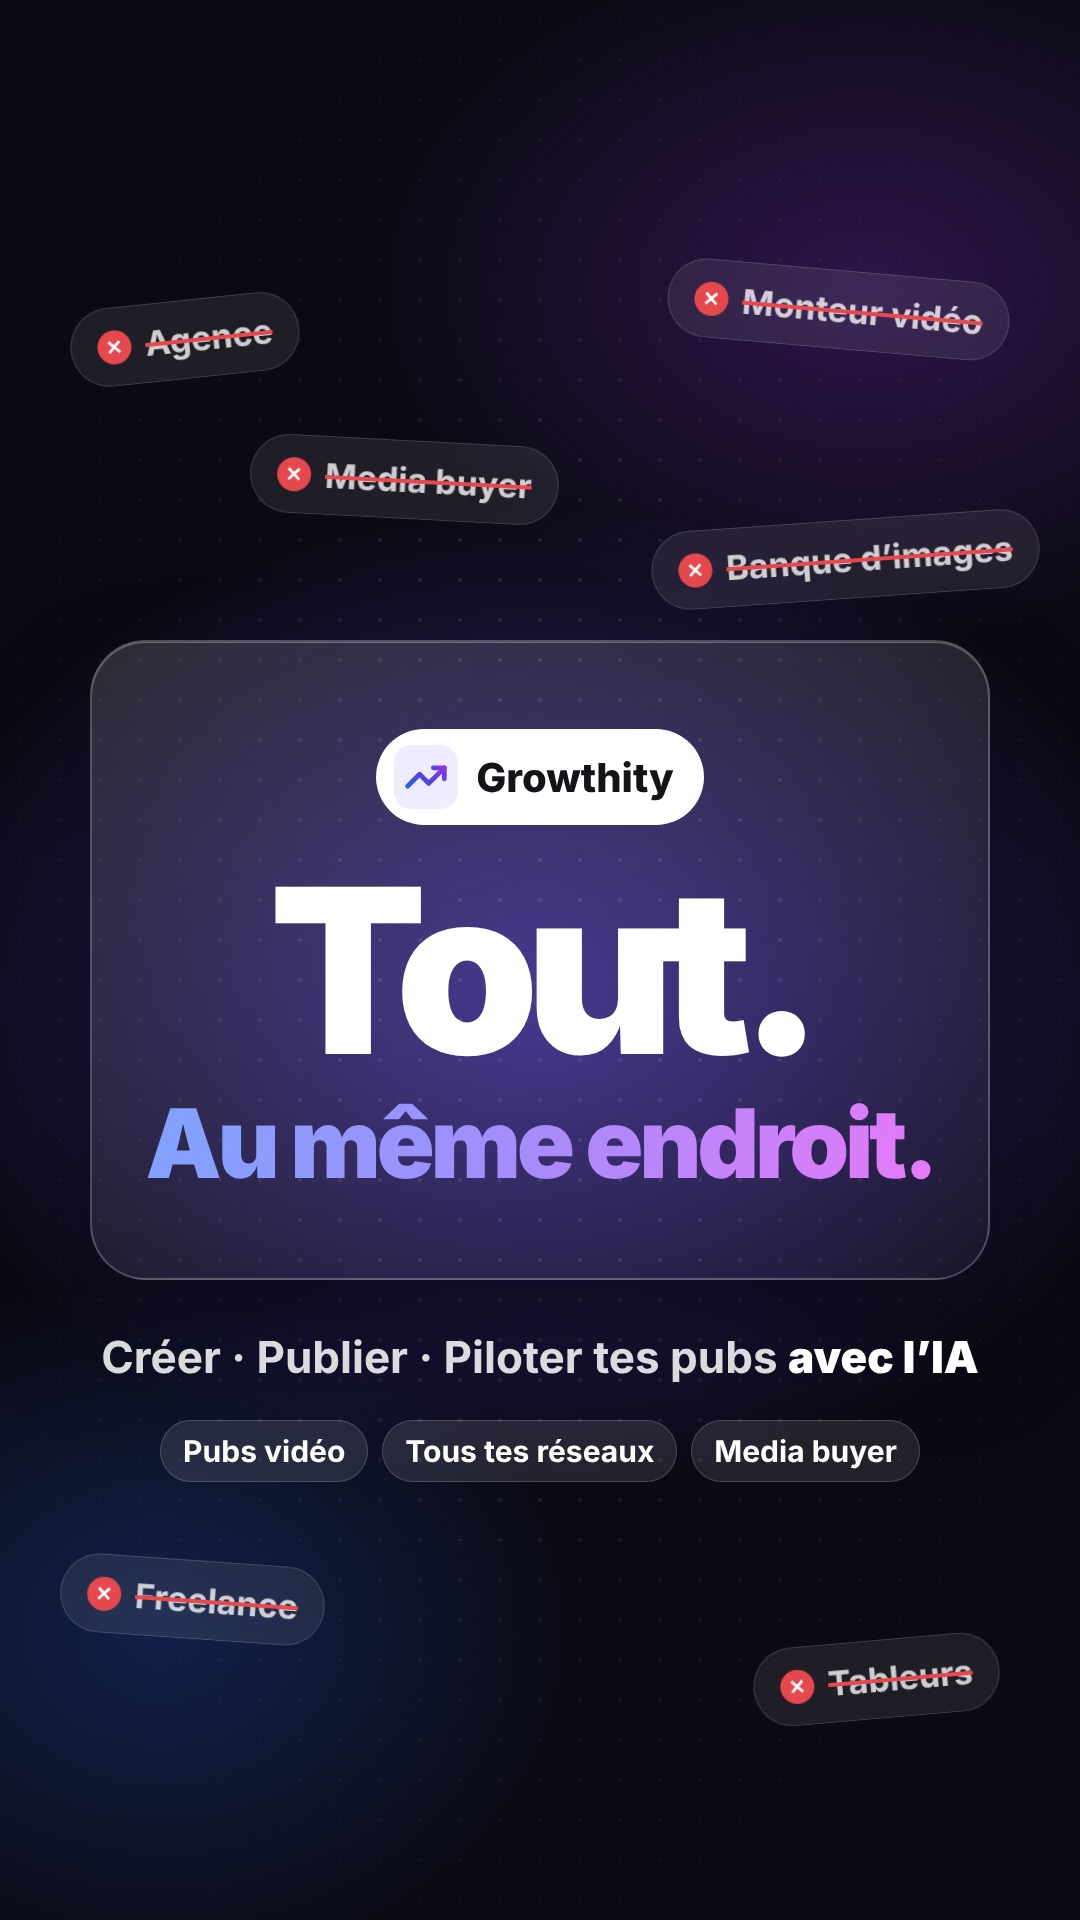 Agence
Monteur vidéo
Media buyer
Banque d’images
Growthity
Tout.
Au même endroit.
Créer · Publier · Piloter tes pubs avec l’IA
Pubs vidéo
Tous tes réseaux
Media buyer
Freelance
Tableurs